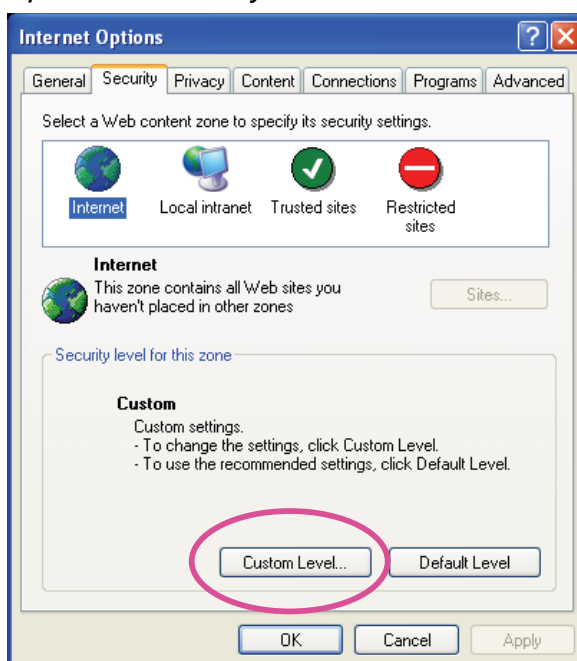 Internet Options
General Security Privacy Content Connections Programs Advanced
Select a Web content zone to specify its security settings.
Internet Local intranet Trusted sites Restricted
sites
Internet
This zone contains all Web sites you
haven't placed in other zones
Sites...
Security level for this zone
Custom
Custom settings.
- To change the settings, click Custom Level.
- To use the recommended settings, click Default Level.
Custom Level... Default Level
OK Cancel Apply